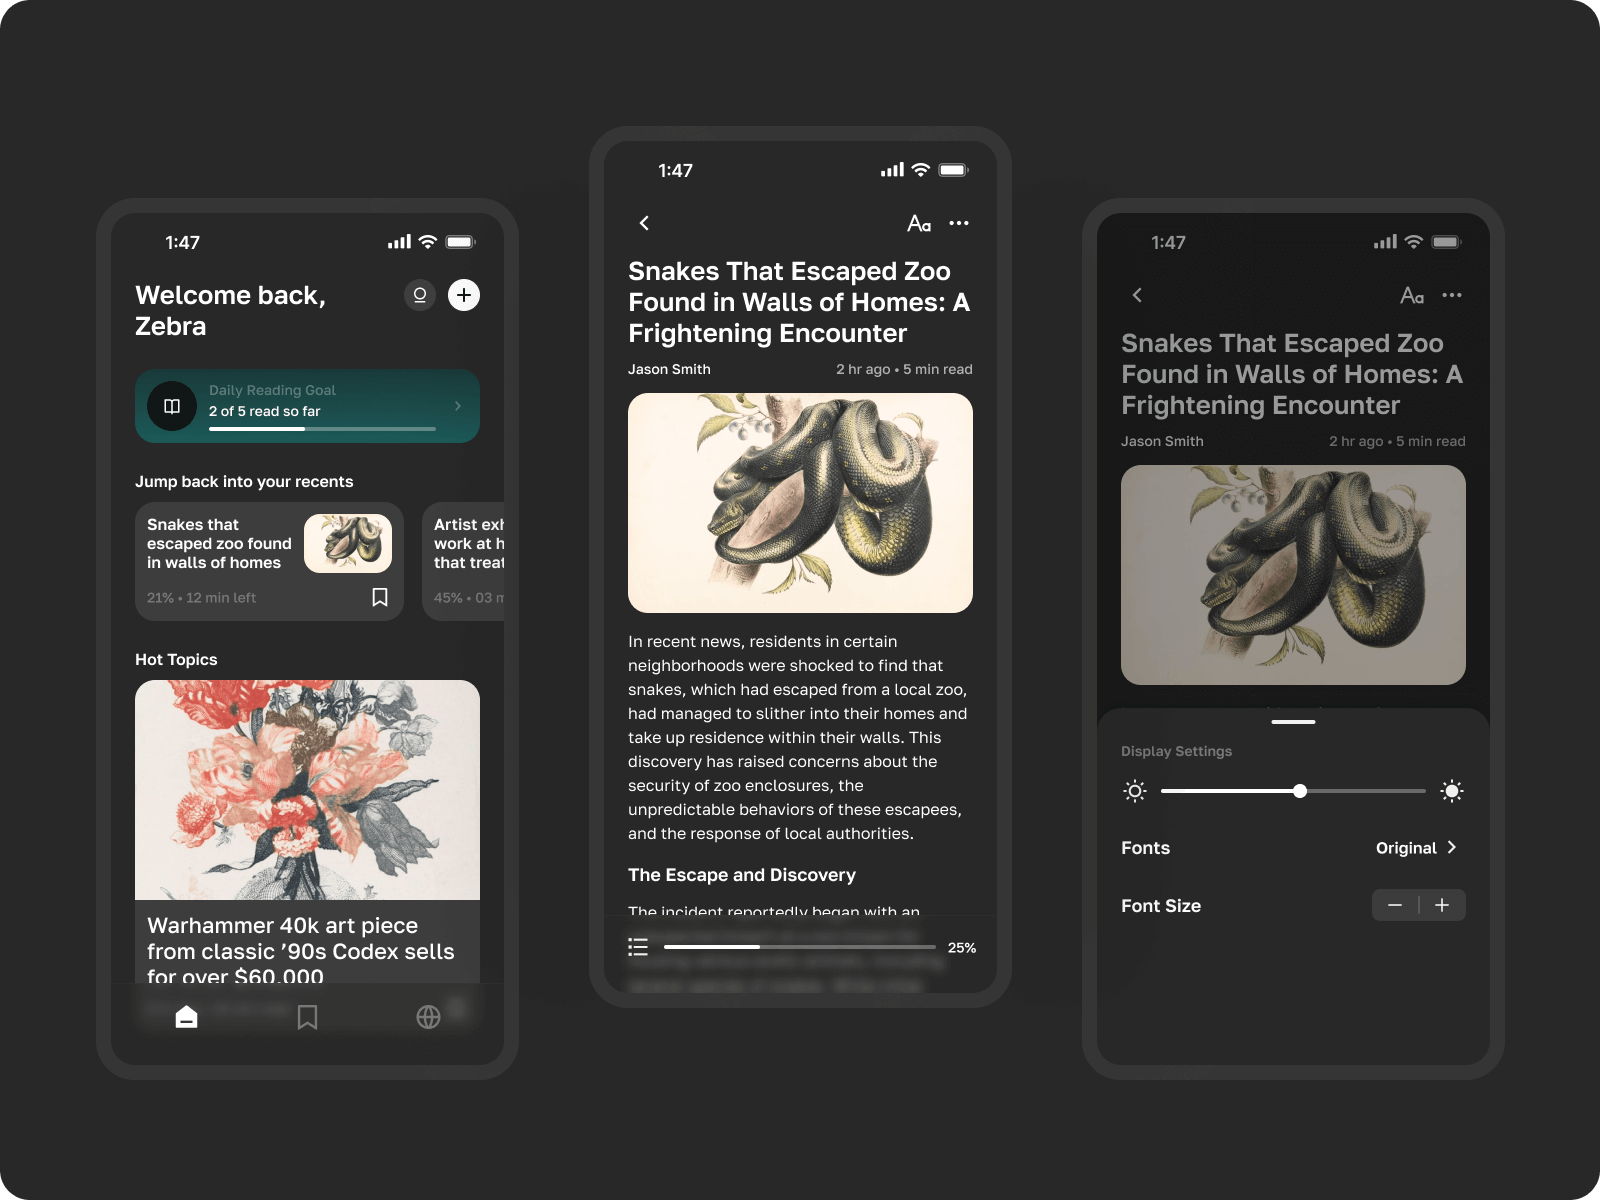 1:47
Welcome back,
Zebra
Daily Reading Goal
2 of 5 read so far
Jump back into your recents
Snakes that
escaped zoo found
in walls of homes
21% • 12 min left
Artist exh
work at h
that treat
45% • 03 m
Hot Topics
Warhammer 40k art piece
from classic ’90s Codex sells
for over $60,000
1:47
Aa
Snakes That Escaped Zoo
Found in Walls of Homes: A
Frightening Encounter
Jason Smith
2 hr ago • 5 min read
In recent news, residents in certain
neighborhoods were shocked to find that
snakes, which had escaped from a local zoo,
had managed to slither into their homes and
take up residence within their walls. This
discovery has raised concerns about the
security of zoo enclosures, the
unpredictable behaviors of these escapees,
and the response of local authorities.
The Escape and Discovery
The incident reportedly began with an
25%
1:47
Aa
Snakes That Escaped Zoo
Found in Walls of Homes: A
Frightening Encounter
Jason Smith
2 hr ago • 5 min read
Display Settings
Fonts
Original
Font Size